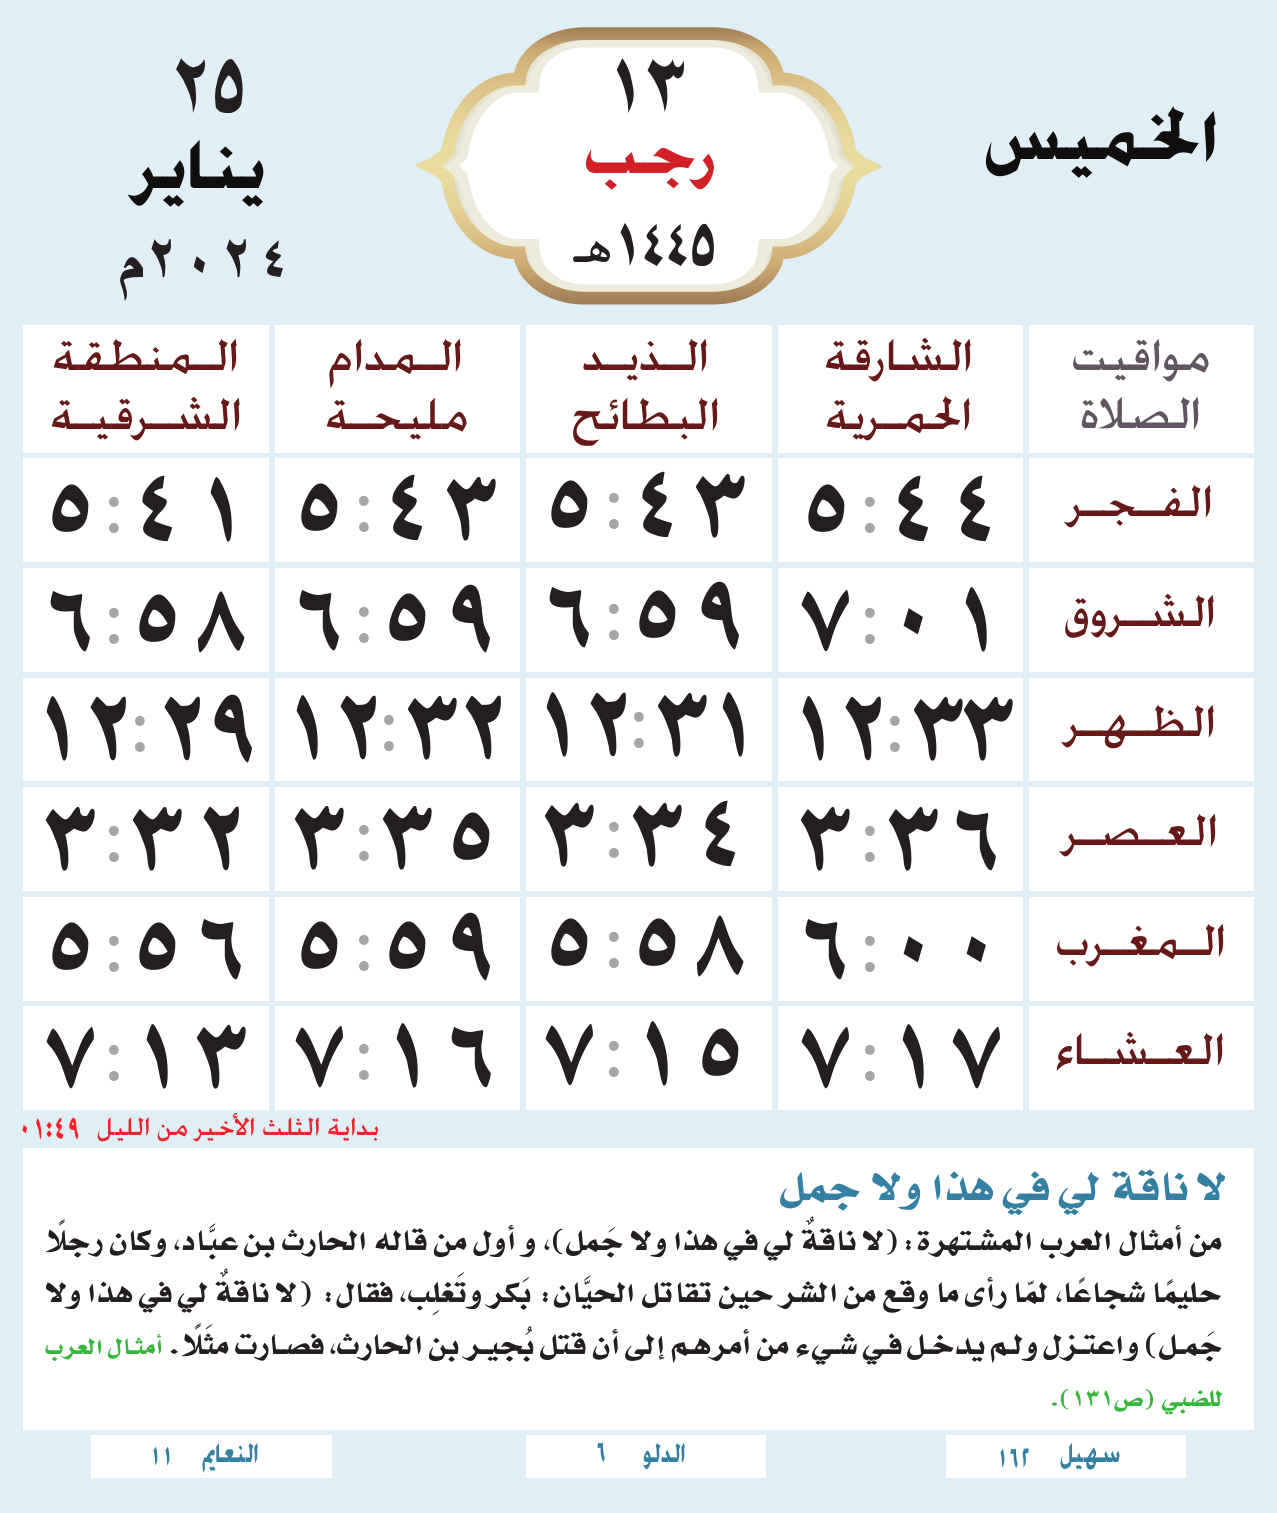 الخميس
١٣
رجب
١٤٤٥هـ
٢٥
يناير
٢٠٢٤م
مواقيت الصلاة الشارقة الحمرية الذيد البطائح المدام مليحة المنطقة الشرقية
الفجر ٥:٤٤ ٥:٤٣ ٥:٤٣ ٥:٤١
الشروق ٧:٠١ ٦:٥٩ ٦:٥٩ ٦:٥٨
الظهر ١٢:٣٣ ١٢:٣١ ١٢:٣٢ ١٢:٢٩
العصر ٣:٣٦ ٣:٣٤ ٣:٣٥ ٣:٣٢
المغرب ٦:٠٠ ٥:٥٨ ٥:٥٩ ٥:٥٦
العشاء ٧:١٧ ٧:١٥ ٧:١٦ ٧:١٣
بداية الثلث الأخير من الليل ٠١:٤٩
لا ناقة لي في هذا ولا جمل
من أمثال العرب المشتهرة: (لا ناقةٌ لي في هذا ولا جَمل)، و أول من قاله الحارث بن عبَّاد، وكان رجلًا
حليمًا شجاعًا، لمّا رأى ما وقع من الشر حين تقاتل الحيَّان: بَكر وتَغلِب، فقال: (لا ناقةٌ لي في هذا ولا
جَمل) واعتزل ولم يدخل في شيء من أمرهم إلى أن قتل بُجير بن الحارث، فصارت مثَلًا. أمثال العرب
للضبي (ص١٣١).
سهيل ١٦٢ الدلو ٦ النعايم ١١